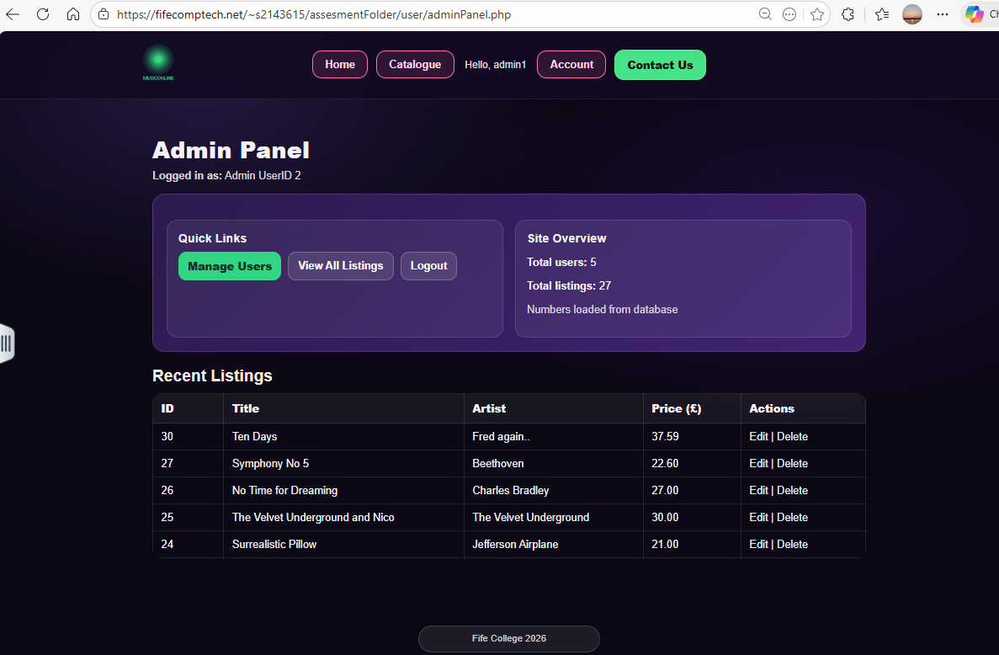 https://fifecomptech.net/~s2143615/assesmentFolder/user/adminPanel.php
MUSICONLINE
Home Catalogue Hello, admin1 Account Contact Us
Admin Panel
Logged in as: Admin UserID 2
Quick Links
Manage Users View All Listings Logout
Site Overview
Total users: 5
Total listings: 27
Numbers loaded from database
Recent Listings
ID Title Artist Price (£) Actions
30 Ten Days Fred again.. 37.59 Edit | Delete
27 Symphony No 5 Beethoven 22.60 Edit | Delete
26 No Time for Dreaming Charles Bradley 27.00 Edit | Delete
25 The Velvet Underground and Nico The Velvet Underground 30.00 Edit | Delete
24 Surrealistic Pillow Jefferson Airplane 21.00 Edit | Delete
Fife College 2026